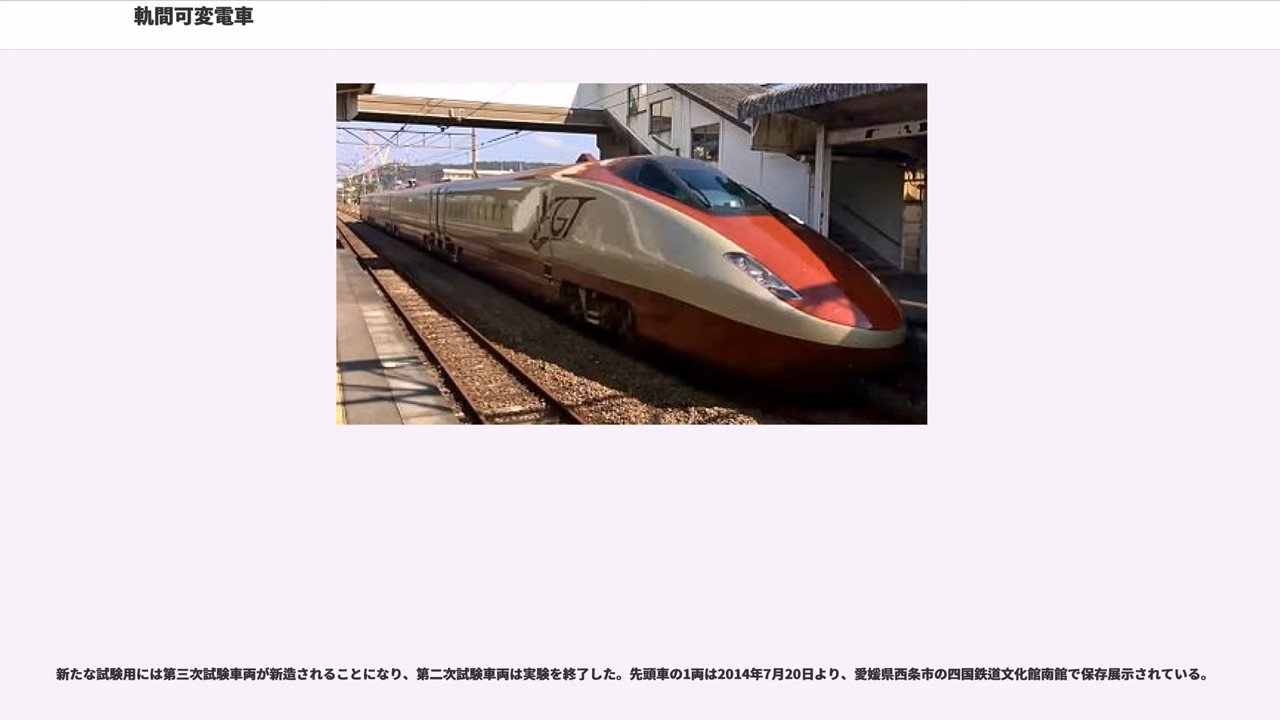 軌間可変電車
GT
新たな試験用には第三次試験車両が新造されることになり、第二次試験車両は実験を終了した。先頭車の1両は2014年7月20日より、愛媛県西条市の四国鉄道文化館南館で保存展示されている。